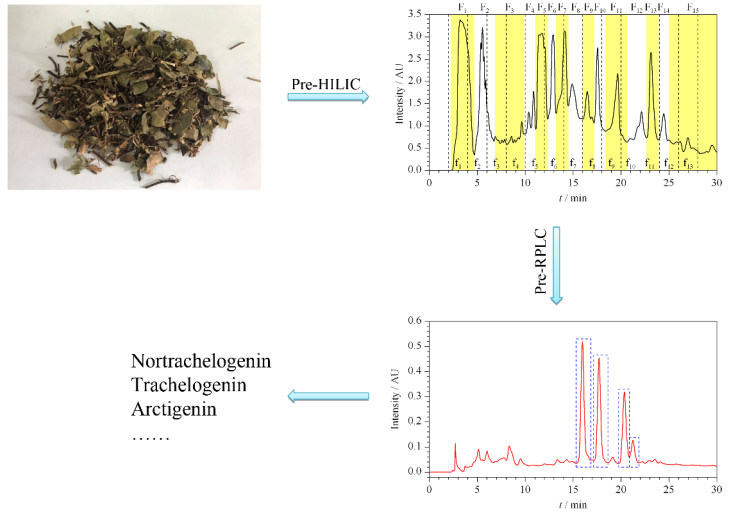 Pre-HILIC
F₁ F₂ F₃ F₄ F₅ F₆ F₇ F₈ F₉ F₁₀ F₁₁ F₁₂ F₁₃ F₁₄ F₁₅
3.5
3.0
2.5
2.0
1.5
1.0
0.5
0.0
Intensity / AU
f₁ f₂ f₃ f₄ f₅ f₆ f₇ f₈ f₉ f₁₀ f₁₁ f₁₂ f₁₃
0 5 10 15 20 25 30
t / min
Pre-RPLC
0.6
0.5
0.4
0.3
0.2
0.1
0.0
Intensity / AU
0 5 10 15 20 25 30
t / min
Nortrachelogenin
Trachelogenin
Arctigenin
……